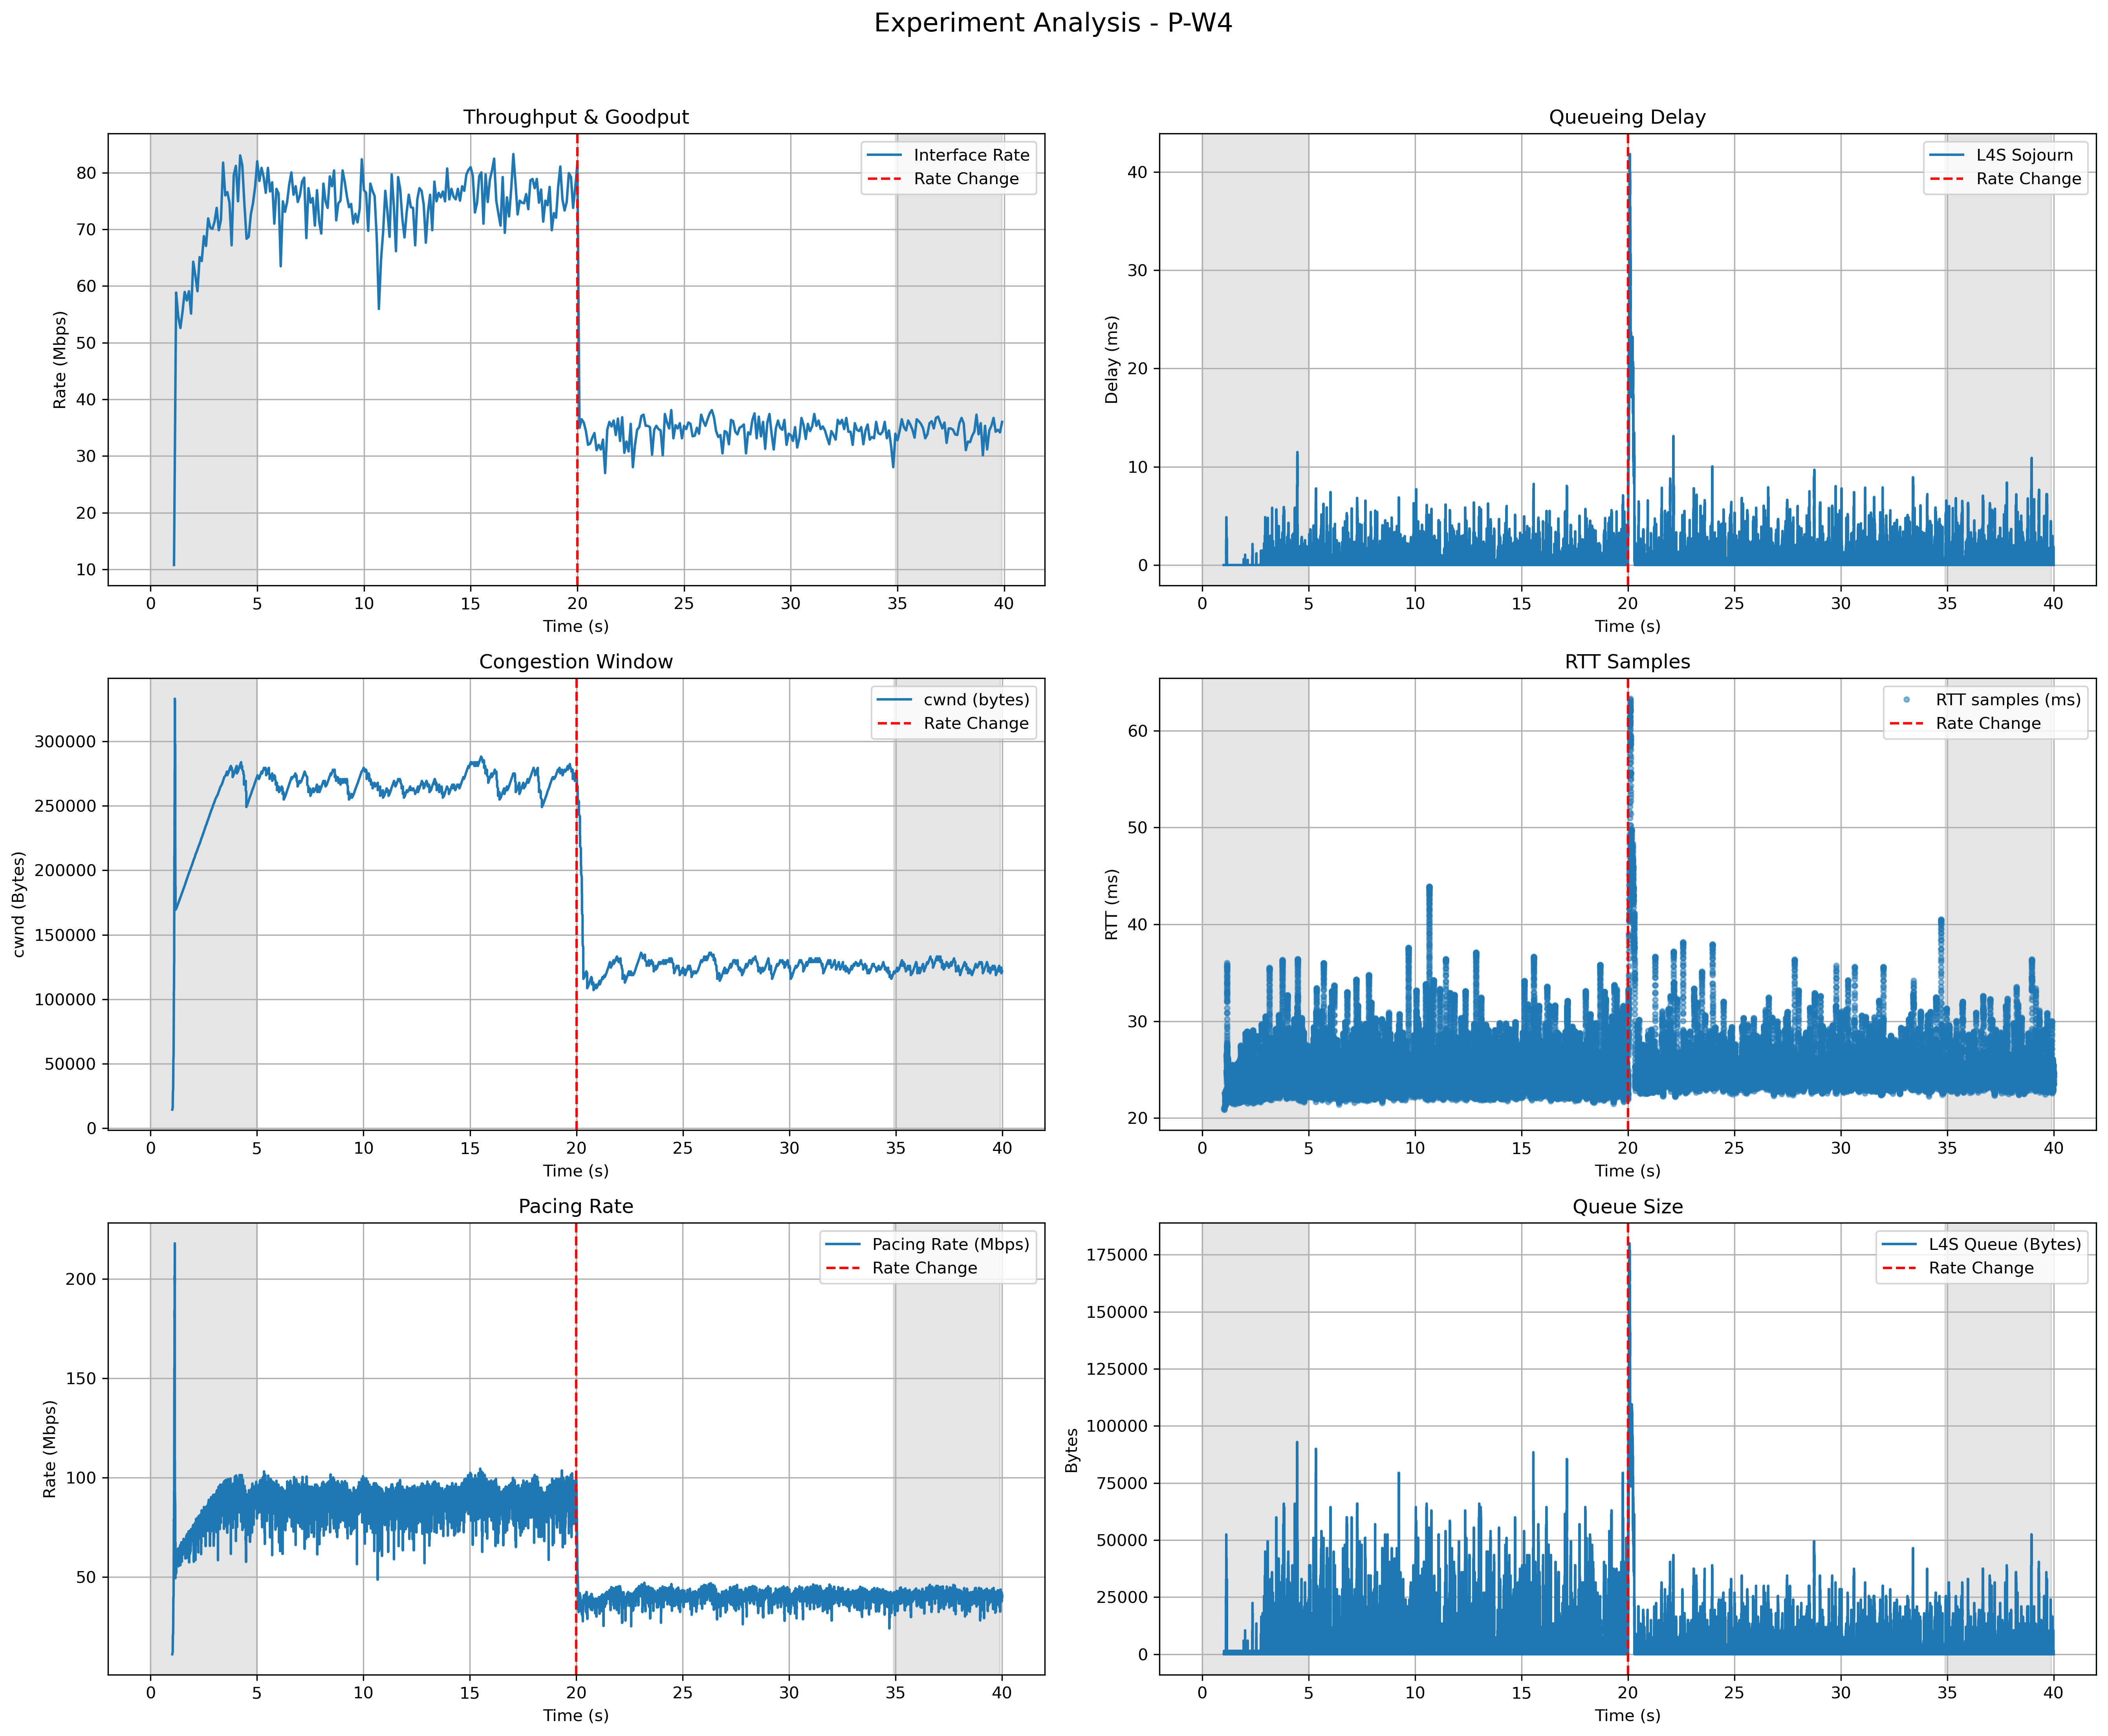 Experiment Analysis - P-W4
Throughput & Goodput
Rate (Mbps)
80
70
60
50
40
30
20
10
Interface Rate
Rate Change
0 5 10 15 20 25 30 35 40
Time (s)
Queueing Delay
Delay (ms)
40
30
20
10
0
L4S Sojourn
Rate Change
0 5 10 15 20 25 30 35 40
Time (s)
Congestion Window
cwnd (Bytes)
300000
250000
200000
150000
100000
50000
0
cwnd (bytes)
Rate Change
0 5 10 15 20 25 30 35 40
Time (s)
RTT Samples
RTT (ms)
60
50
40
30
20
RTT samples (ms)
Rate Change
0 5 10 15 20 25 30 35 40
Time (s)
Pacing Rate
Rate (Mbps)
200
150
100
50
Pacing Rate (Mbps)
Rate Change
0 5 10 15 20 25 30 35 40
Time (s)
Queue Size
Bytes
175000
150000
125000
100000
75000
50000
25000
0
L4S Queue (Bytes)
Rate Change
0 5 10 15 20 25 30 35 40
Time (s)